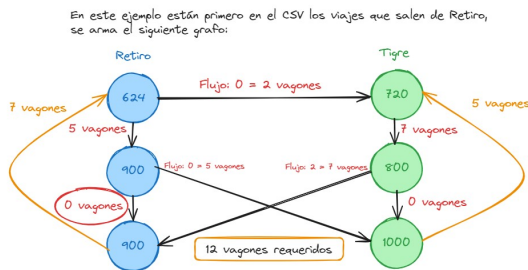 En este ejemplo están primero en el CSV los viajes que salen de Retiro,
se arma el siguiente grafo:
Retiro
Tigre
624
Flujo: 0 = 2 vagones
720
7 vagones
5 vagones
5 vagones
7 vagones
900
Flujo: 0 = 5 vagones
Flujo: 2 = 7 vagones
800
0 vagones
0 vagones
900
12 vagones requeridos
1000